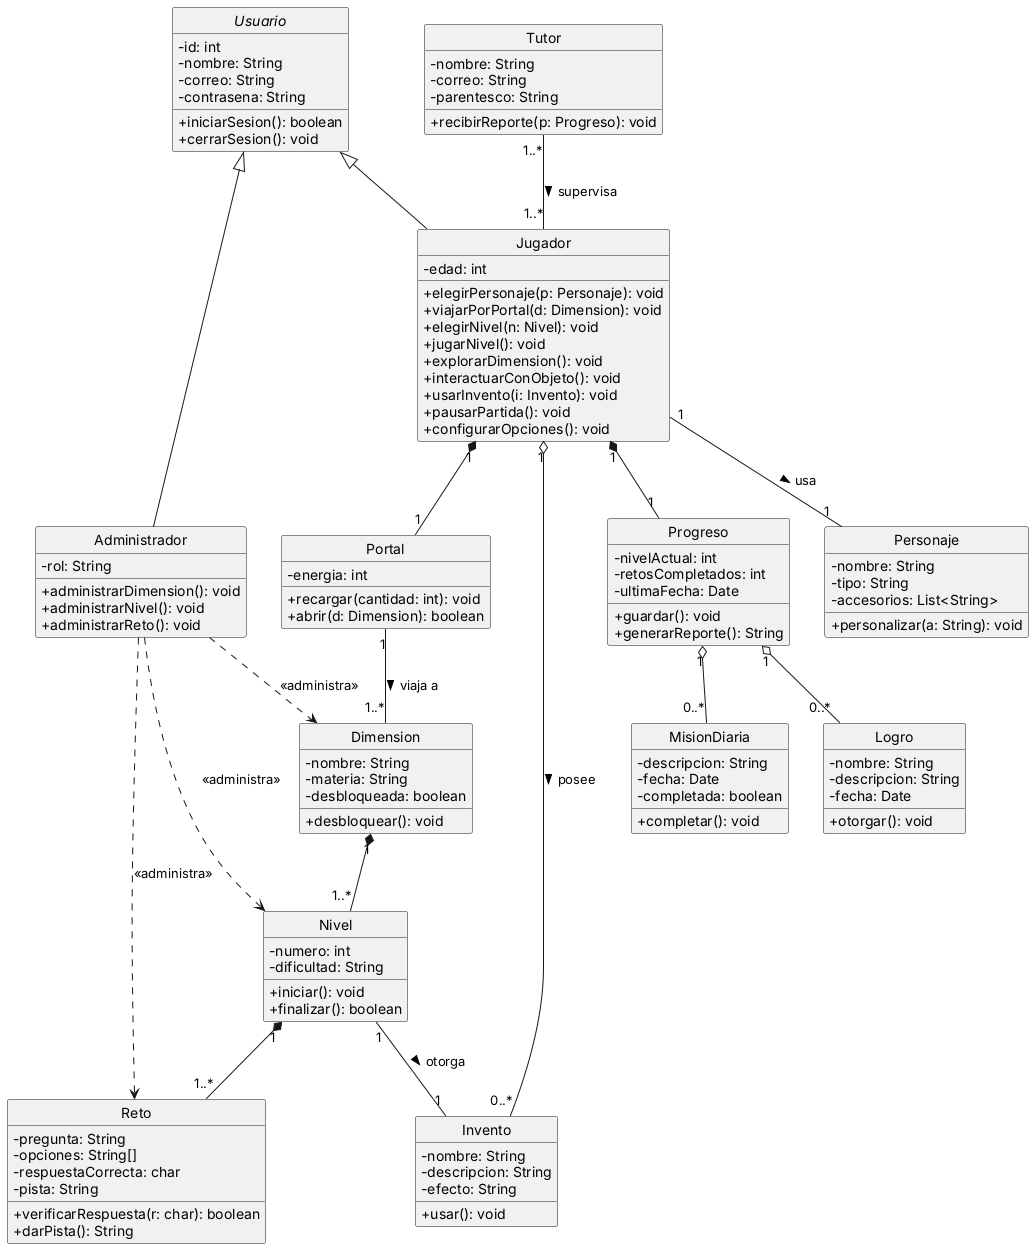 Usuario
-id: int
-nombre: String
-correo: String
-contrasena: String
+iniciarSesion(): boolean
+cerrarSesion(): void
Tutor
-nombre: String
-correo: String
-parentesco: String
+recibirReporte(p: Progreso): void
1..*
supervisa
1..*
Jugador
-edad: int
+elegirPersonaje(p: Personaje): void
+viajarPorPortal(d: Dimension): void
+elegirNivel(n: Nivel): void
+jugarNivel(): void
+explorarDimension(): void
+interactuarConObjeto(): void
+usarInvento(i: Invento): void
+pausarPartida(): void
+configurarOpciones(): void
1
1
1
1
usa
1
1
1
Administrador
-rol: String
+administrarDimension(): void
+administrarNivel(): void
+administrarReto(): void
Portal
-energia: int
+recargar(cantidad: int): void
+abrir(d: Dimension): boolean
Progreso
-nivelActual: int
-retosCompletados: int
-ultimaFecha: Date
+guardar(): void
+generarReporte(): String
Personaje
-nombre: String
-tipo: String
-accesorios: List<String>
+personalizar(a: String): void
1
1
1
«administra»
viaja a
1..*
0..*
0..*
Dimension
-nombre: String
-materia: String
-desbloqueada: boolean
+desbloquear(): void
«administra»
posee
MisionDiaria
-descripcion: String
-fecha: Date
-completada: boolean
+completar(): void
Logro
-nombre: String
-descripcion: String
-fecha: Date
+otorgar(): void
1
«administra»
1..*
Nivel
-numero: int
-dificultad: String
+iniciar(): void
+finalizar(): boolean
1
1
otorga
1..*
1
0..*
Reto
-pregunta: String
-opciones: String[]
-respuestaCorrecta: char
-pista: String
+verificarRespuesta(r: char): boolean
+darPista(): String
Invento
-nombre: String
-descripcion: String
-efecto: String
+usar(): void